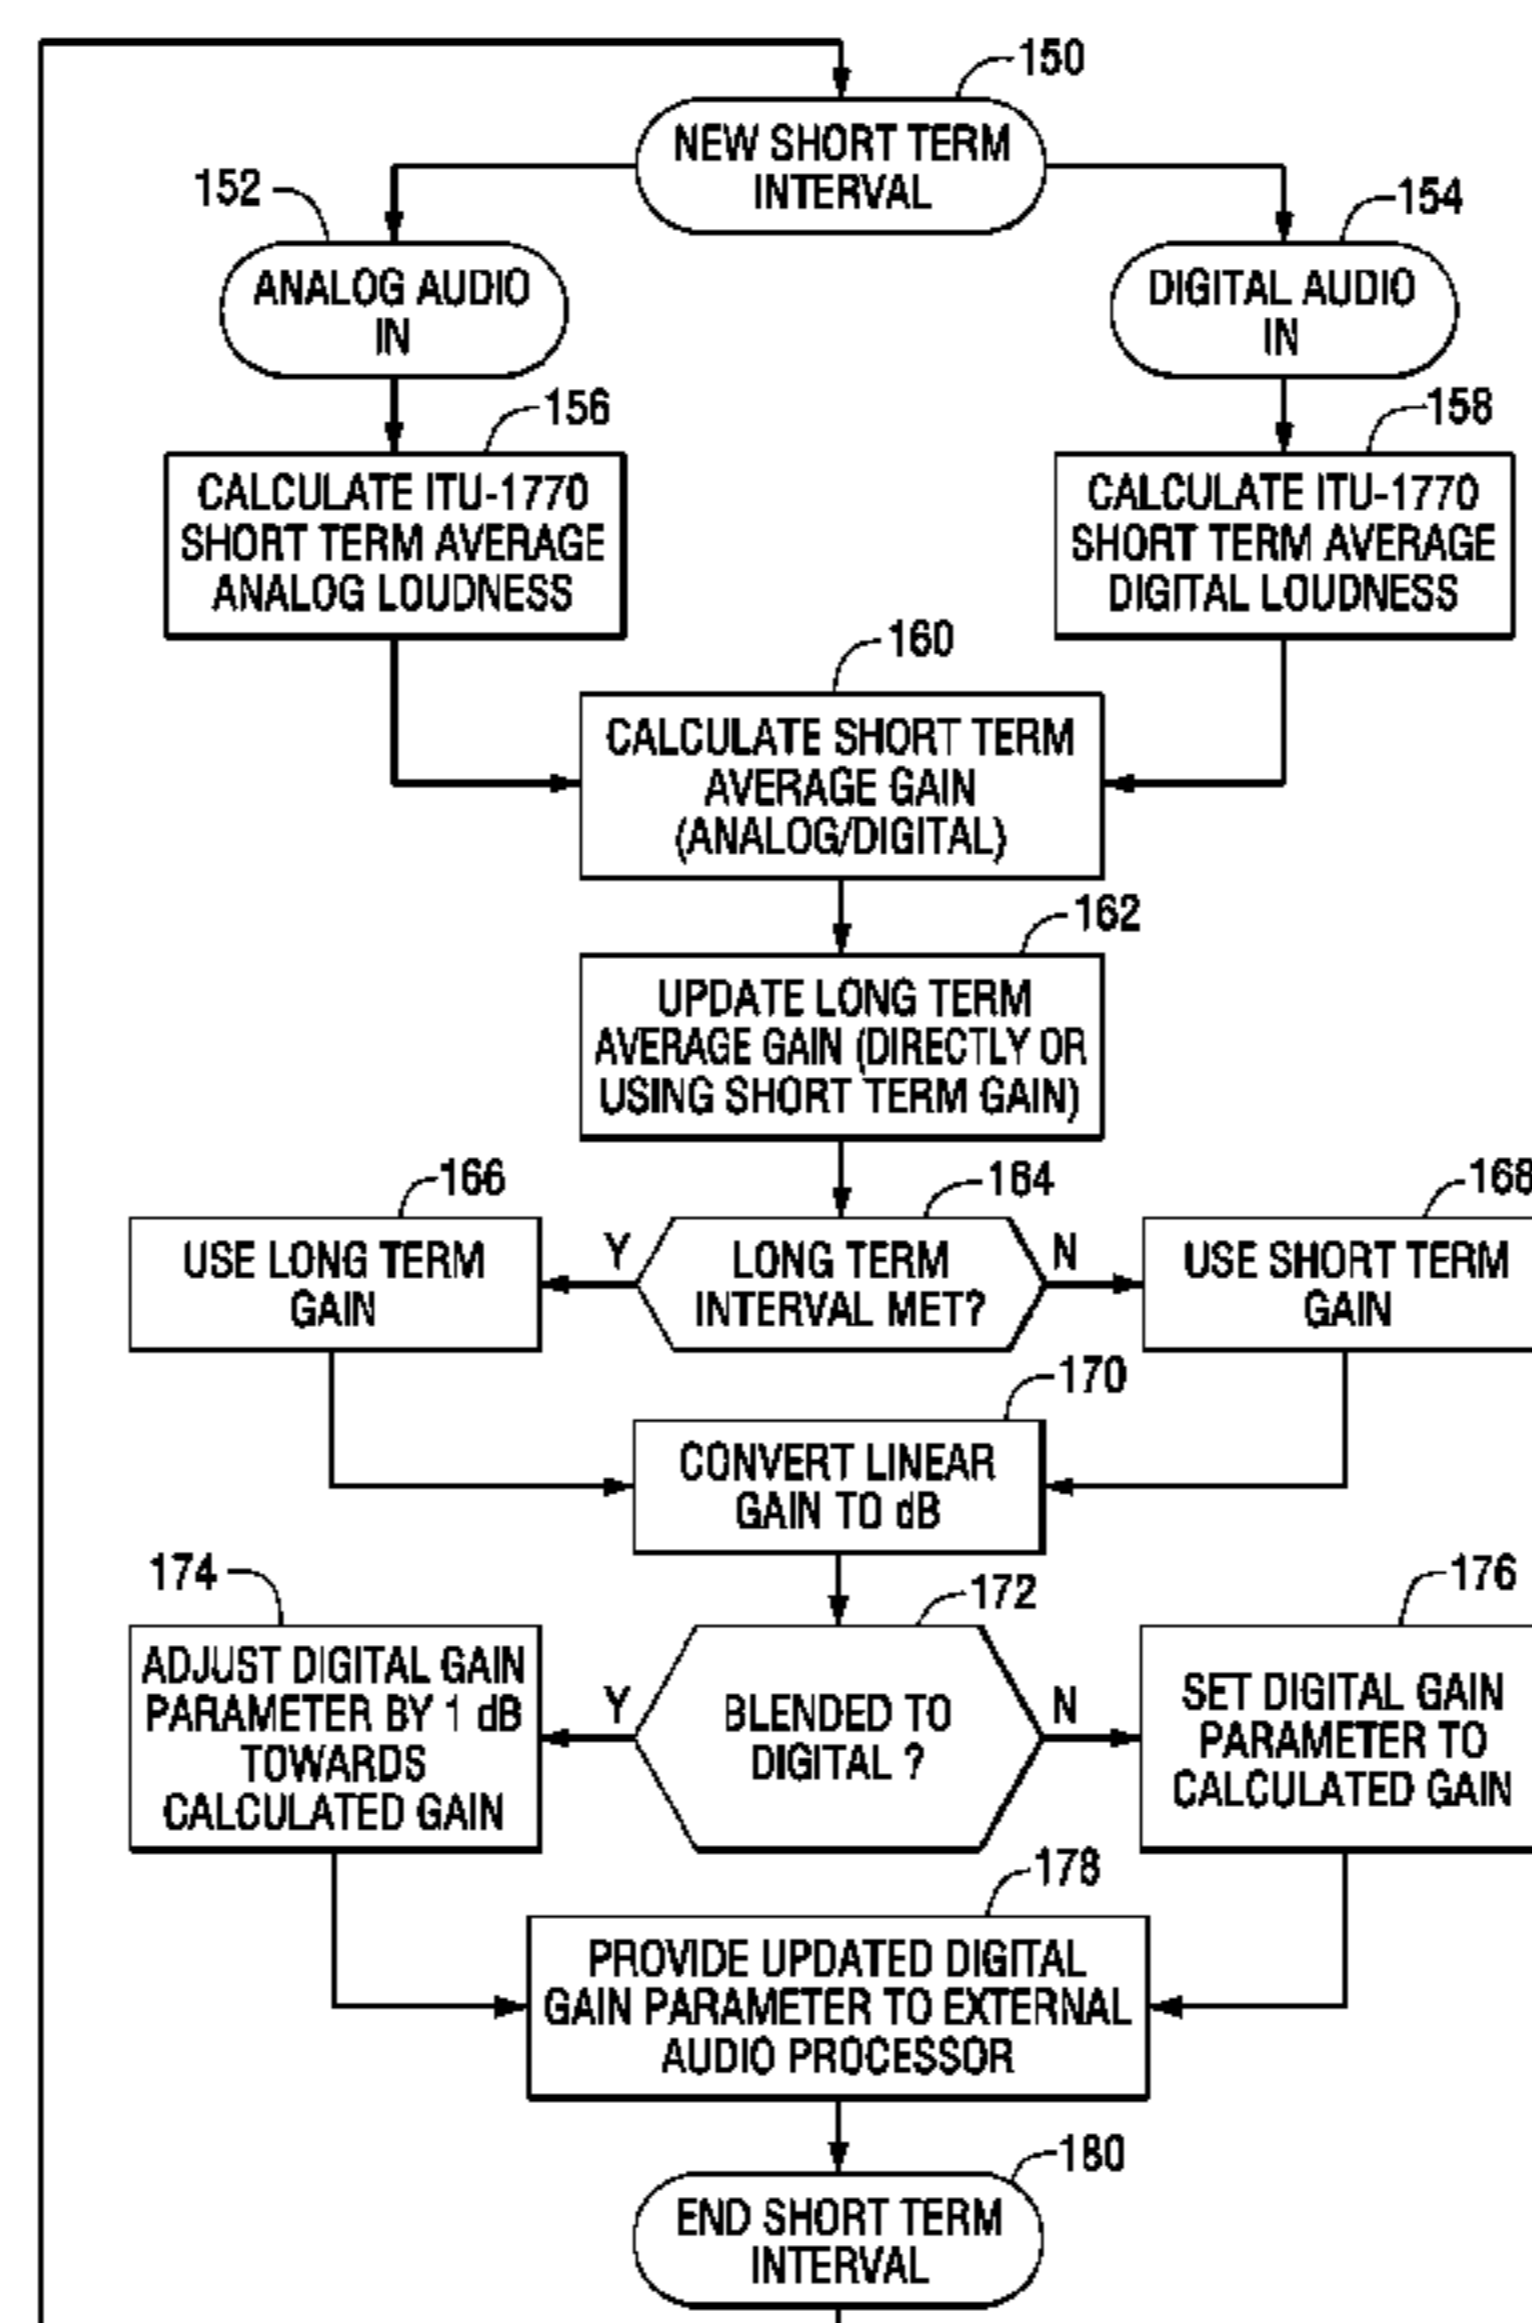 150
NEW SHORT TERM
INTERVAL
152
154
ANALOG AUDIO
IN
DIGITAL AUDIO
IN
156
158
CALCULATE ITU-1770
SHORT TERM AVERAGE
ANALOG LOUDNESS
CALCULATE ITU-1770
SHORT TERM AVERAGE
DIGITAL LOUDNESS
160
CALCULATE SHORT TERM
AVERAGE GAIN
(ANALOG/DIGITAL)
162
UPDATE LONG TERM
AVERAGE GAIN (DIRECTLY OR
USING SHORT TERM GAIN)
166
164
168
USE LONG TERM
GAIN
Y
LONG TERM
INTERVAL MET?
N
USE SHORT TERM
GAIN
170
CONVERT LINEAR
GAIN TO dB
174
172
176
ADJUST DIGITAL GAIN
PARAMETER BY 1 dB
TOWARDS
CALCULATED GAIN
Y
BLENDED TO
DIGITAL ?
N
SET DIGITAL GAIN
PARAMETER TO
CALCULATED GAIN
178
PROVIDE UPDATED DIGITAL
GAIN PARAMETER TO EXTERNAL
AUDIO PROCESSOR
180
END SHORT TERM
INTERVAL